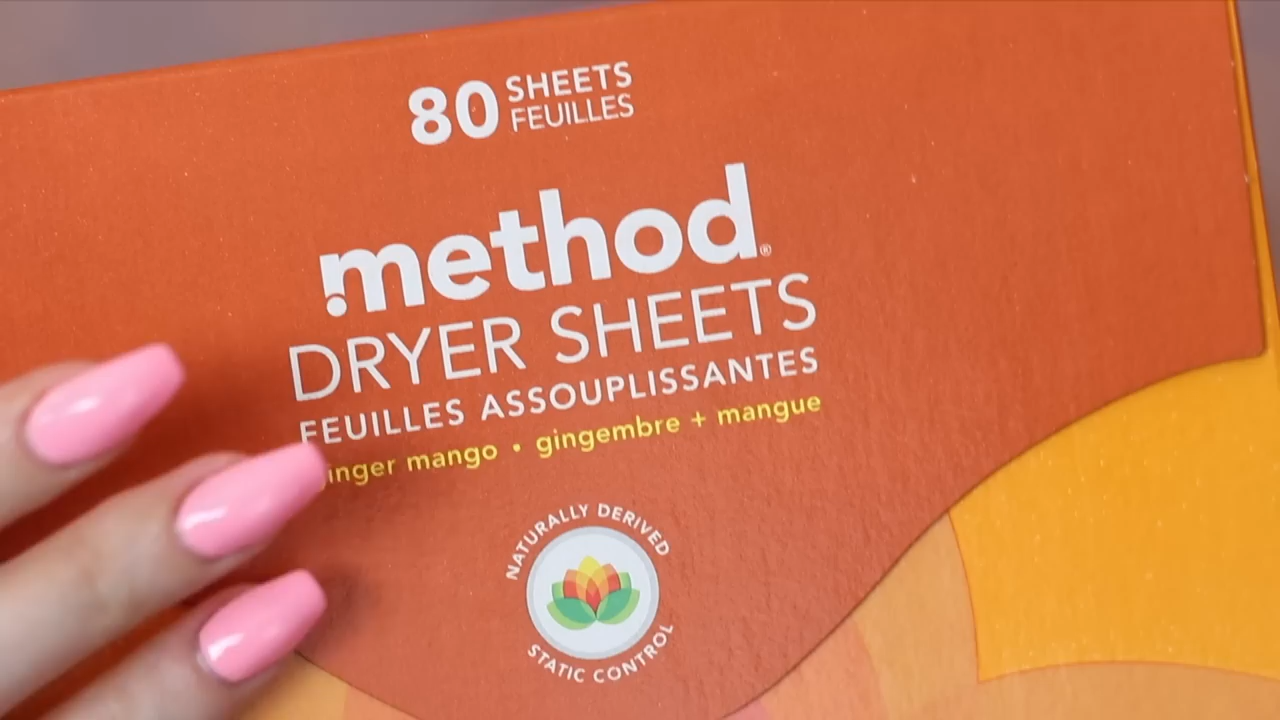 80 SHEETS
FEUILLES
method®
DRYER SHEETS
FEUILLES ASSOUPLISSANTES
inger mango • gingembre + mangue
NATURALLY DERIVED
STATIC CONTROL